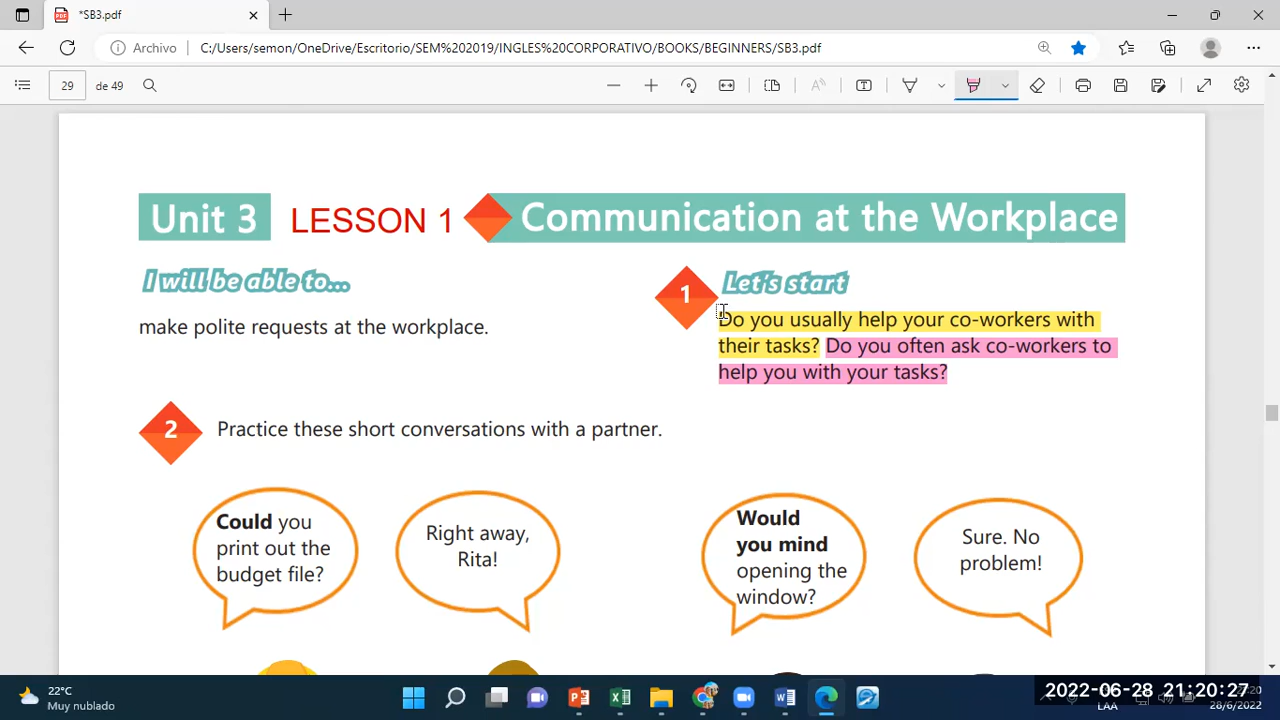 *SB3.pdf
Archivo
C:/Users/semon/OneDrive/Escritorio/SEM%202019/INGLES%20CORPORATIVO/BOOKS/BEGINNERS/SB3.pdf
29 de 49
Unit 3 LESSON 1 Communication at the Workplace
I will be able to...
make polite requests at the workplace.
1 Let's start
Do you usually help your co-workers with
their tasks? Do you often ask co-workers to
help you with your tasks?
2 Practice these short conversations with a partner.
Could you
print out the
budget file?
Right away,
Rita!
Would
you mind
opening the
window?
Sure. No
problem!
22°C
Muy nublado
2022-06-28 21:20:27
LAA
28/6/2022